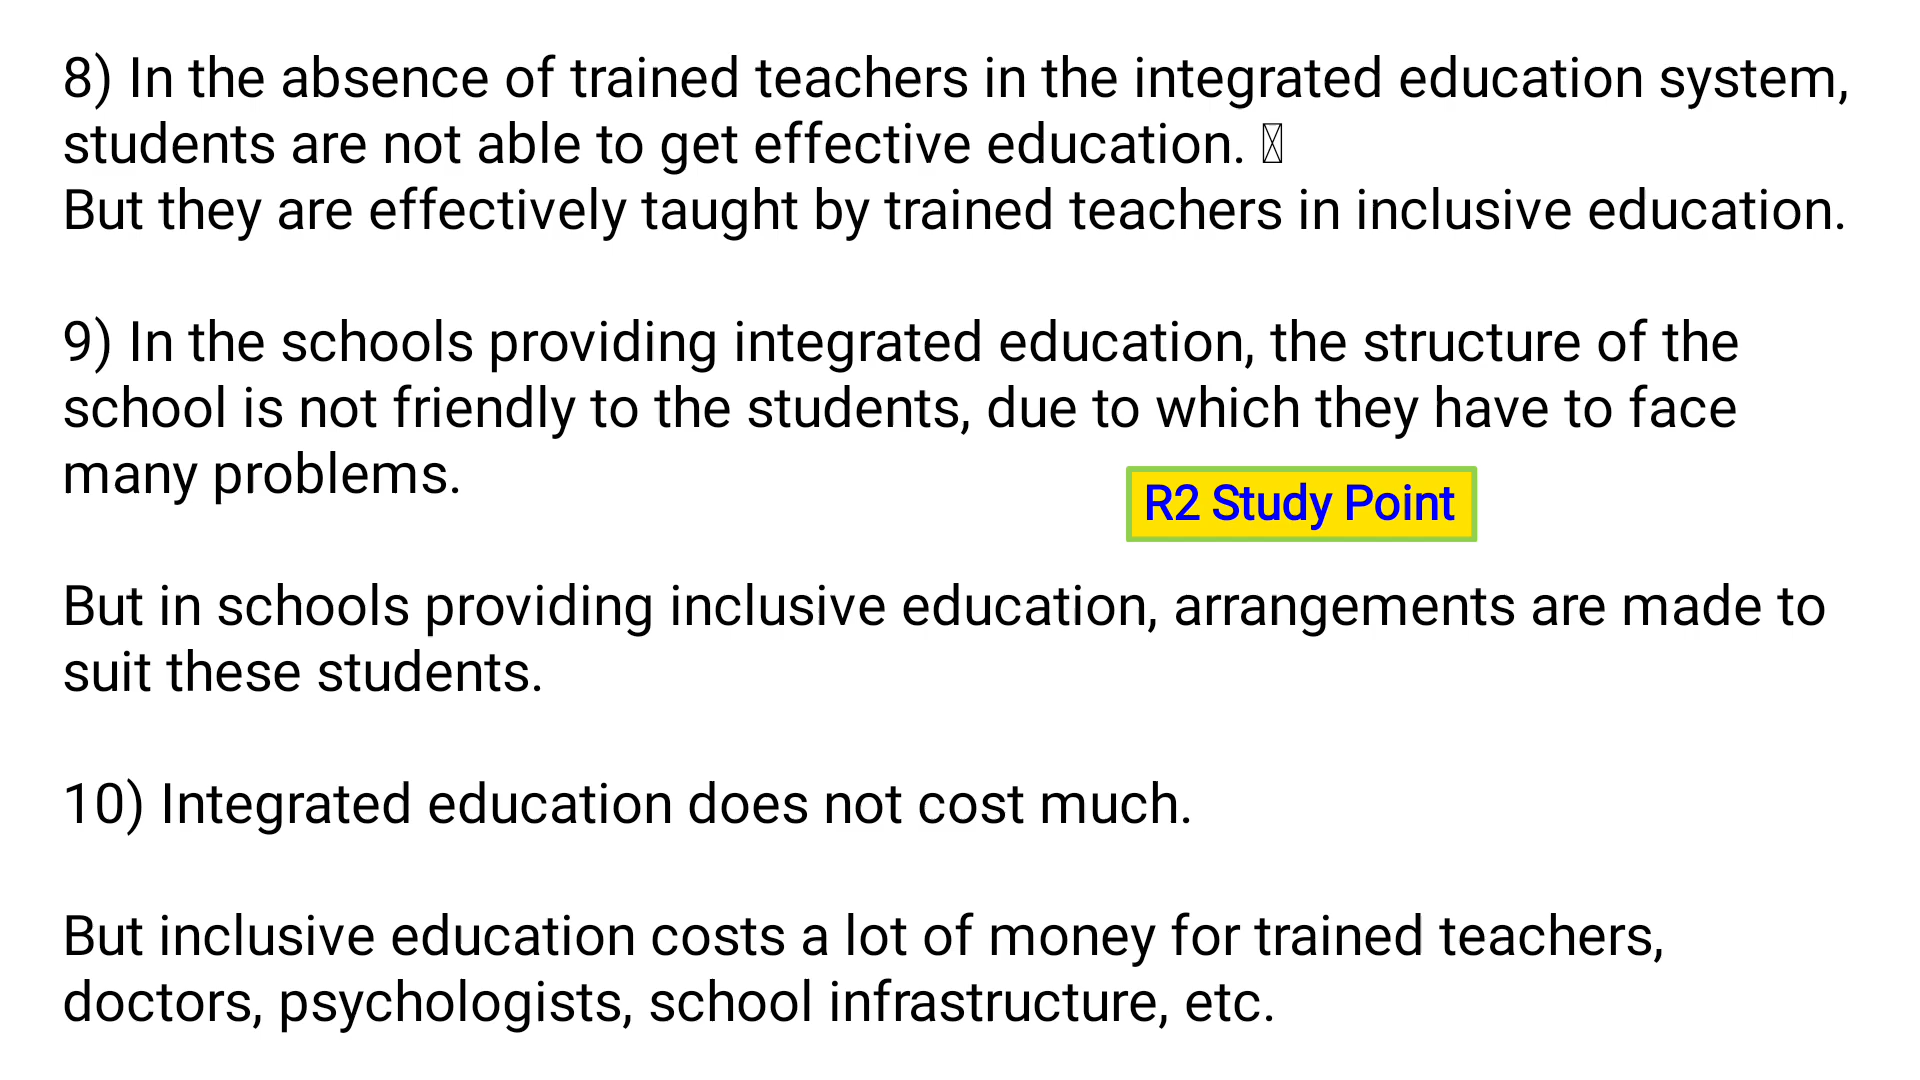 8) In the absence of trained teachers in the integrated education system,
students are not able to get effective education.
But they are effectively taught by trained teachers in inclusive education.
9) In the schools providing integrated education, the structure of the
school is not friendly to the students, due to which they have to face
many problems.
R2 Study Point
But in schools providing inclusive education, arrangements are made to
suit these students.
10) Integrated education does not cost much.
But inclusive education costs a lot of money for trained teachers,
doctors, psychologists, school infrastructure, etc.